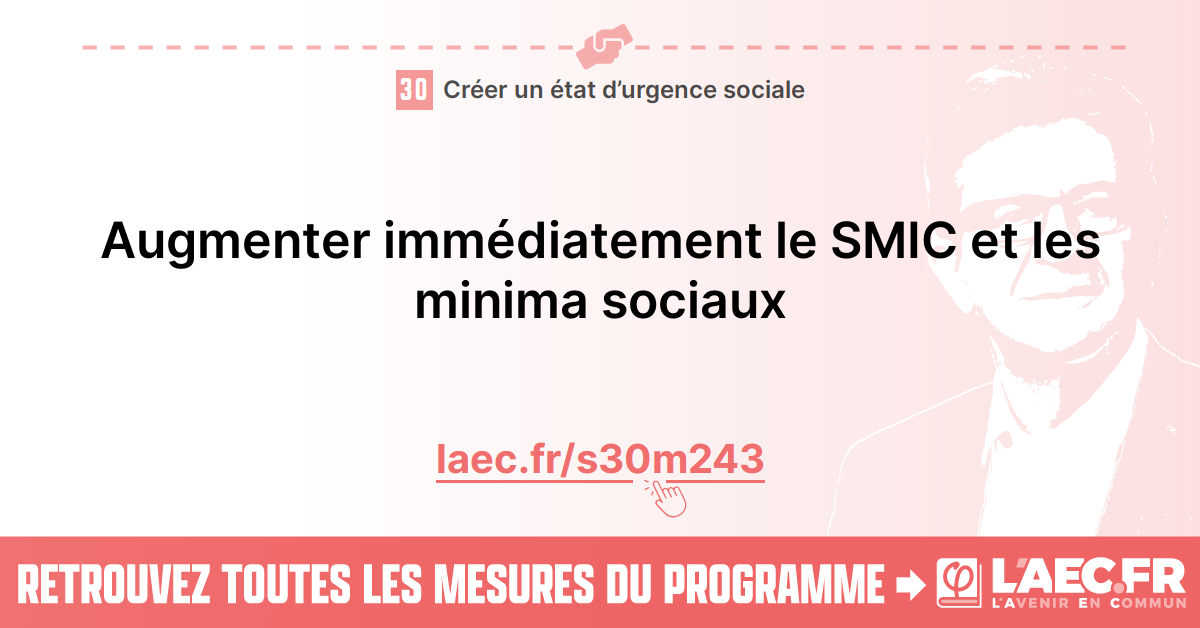 30 Créer un état d’urgence sociale
Augmenter immédiatement le SMIC et les
minima sociaux
laec.fr/s30m243
RETROUVEZ TOUTES LES MESURES DU PROGRAMME
φ L'AEC.FR
L'AVENIR EN COMMUN